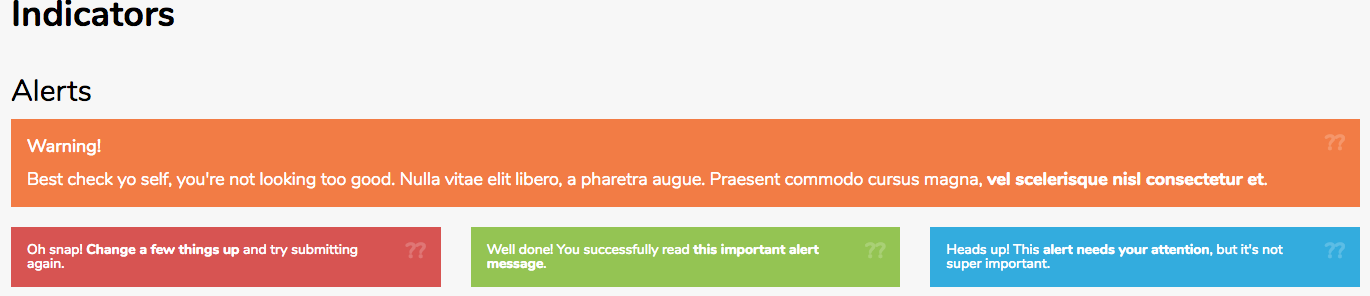 Indicators
Alerts
Warning!
??
Best check yo self, you're not looking too good. Nulla vitae elit libero, a pharetra augue. Praesent commodo cursus magna, vel scelerisque nisl consectetur et.
Oh snap! Change a few things up and try submitting
again.
??
Well done! You successfully read this important alert
message.
??
Heads up! This alert needs your attention, but it's not
super important.
??